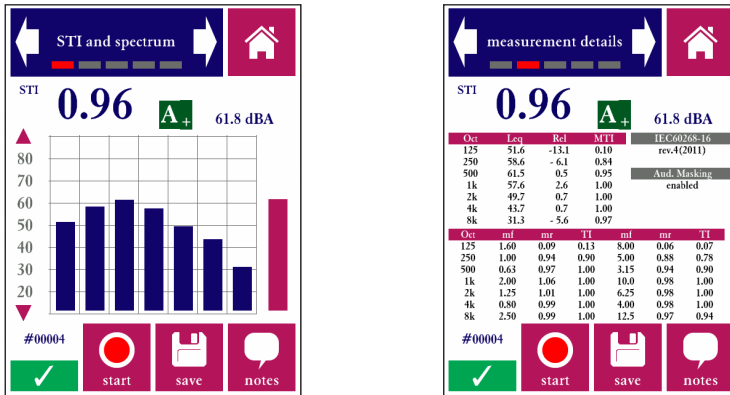 STI and spectrum
STI
0.96
A+
61.8 dBA
80
70
60
50
40
30
20
#00004
✓
start
save
notes
measurement details
STI
0.96
A+
61.8 dBA
Oct Leq Rel MTI
125 51.6 -13.1 0.10
250 58.6 - 6.1 0.84
500 61.5 0.5 0.95
1k 57.6 2.6 1.00
2k 49.7 0.7 1.00
4k 43.7 0.7 1.00
8k 31.3 - 5.6 0.97
IEC60268-16
rev.4(2011)
Aud. Masking
enabled
Oct mf mr TI mf mr TI
125 1.60 0.09 0.13 8.00 0.06 0.07
250 1.00 0.94 0.90 5.00 0.88 0.78
500 0.63 0.97 1.00 3.15 0.94 0.90
1k 2.00 1.06 1.00 10.0 0.98 1.00
2k 1.25 1.01 1.00 6.25 0.98 1.00
4k 0.80 0.99 1.00 4.00 0.98 1.00
8k 2.50 0.99 1.00 12.5 0.97 0.94
#00004
✓
start
save
notes